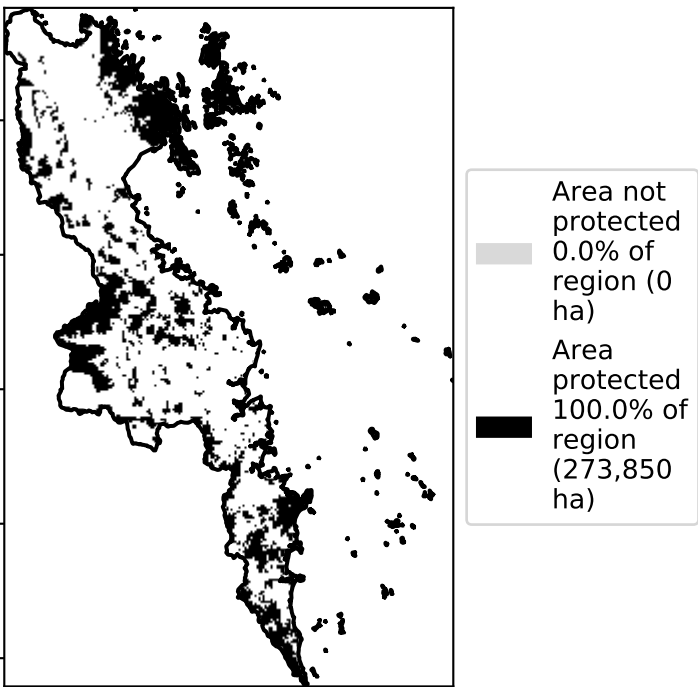 Area not
protected
0.0% of
region (0
ha)
Area
protected
100.0% of
region
(273,850
ha)